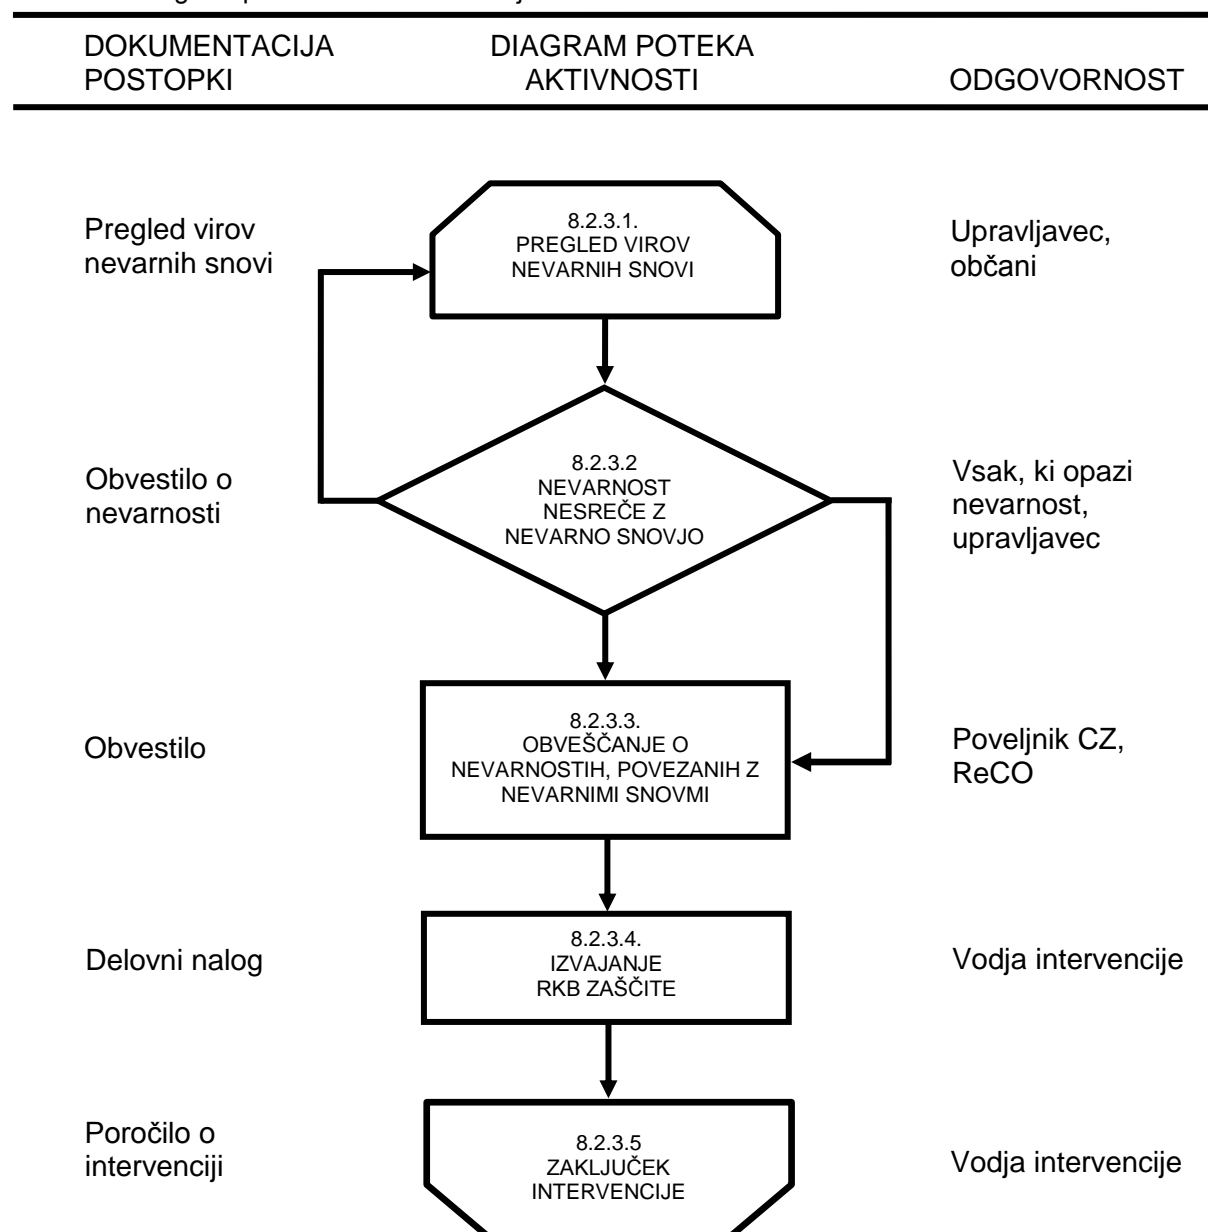 DOKUMENTACIJA
POSTOPKI
DIAGRAM POTEKA
AKTIVNOSTI
ODGOVORNOST
Pregled virov
nevarnih snovi
8.2.3.1.
PREGLED VIROV
NEVARNIH SNOVI
Upravljavec,
občani
Obvestilo o
nevarnosti
8.2.3.2
NEVARNOST
NESREČE Z
NEVARNO SNOVJO
Vsak, ki opazi
nevarnost,
upravljavec
Obvestilo
8.2.3.3.
OBVEŠČANJE O
NEVARNOSTIH, POVEZANIH Z
NEVARNIMI SNOVMI
Poveljnik CZ,
ReCO
Delovni nalog
8.2.3.4.
IZVAJANJE
RKB ZAŠČITE
Vodja intervencije
Poročilo o
intervenciji
8.2.3.5
ZAKLJUČEK
INTERVENCIJE
Vodja intervencije